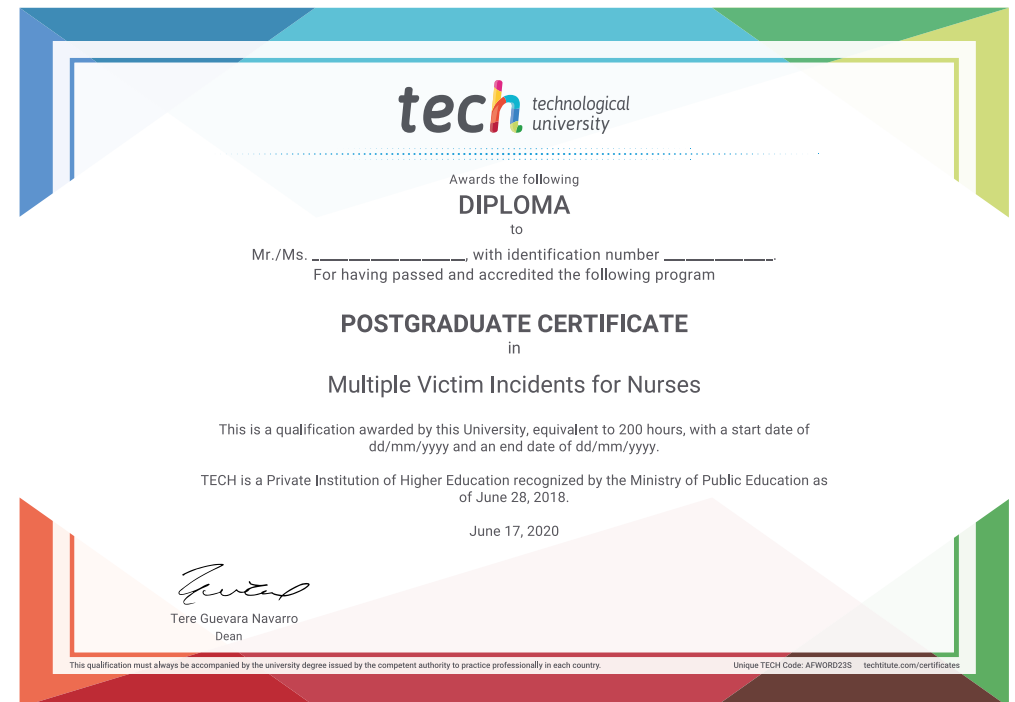 tech technological
university
Awards the following
DIPLOMA
to
Mr./Ms. __________________, with identification number _____________.
For having passed and accredited the following program
POSTGRADUATE CERTIFICATE
in
Multiple Victim Incidents for Nurses
This is a qualification awarded by this University, equivalent to 200 hours, with a start date of
dd/mm/yyyy and an end date of dd/mm/yyyy.
TECH is a Private Institution of Higher Education recognized by the Ministry of Public Education as
of June 28, 2018.
June 17, 2020
Tere Guevara Navarro
Dean
This qualification must always be accompanied by the university degree issued by the competent authority to practice professionally in each country.
Unique TECH Code: AFWORD23S techtitute.com/certificates